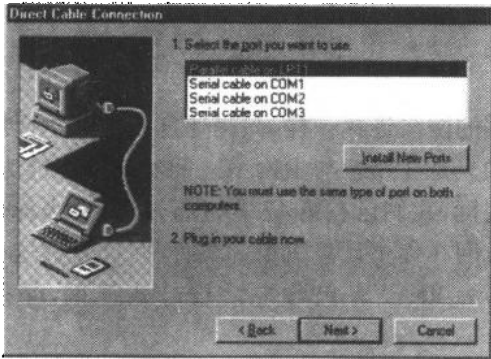 Direct Cable Connection
1. Select the port you want to use.
Parallel cable on LPT1
Serial cable on COM1
Serial cable on COM2
Serial cable on COM3
Install New Ports
NOTE: You must use the same type of port on both
computers.
2. Plug in your cable now.
< Back
Next >
Cancel